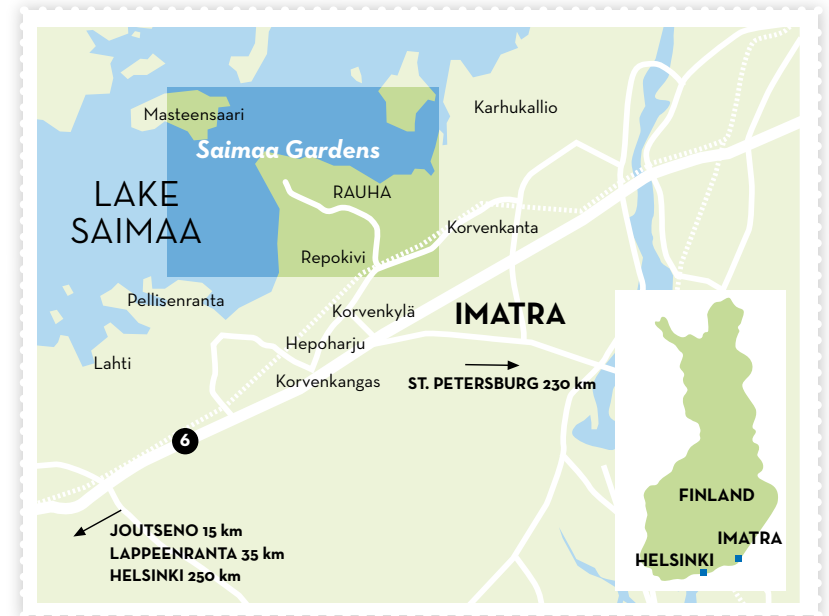 Masteensaari
Karhukallio
Saimaa Gardens
LAKE
SAIMAA
RAUHA
Korvenkanta
Repokivi
Pellisenranta
Korvenkylä
IMATRA
Hepoharju
Lahti
Korvenkangas
ST. PETERSBURG 230 km
6
JOUTSENO 15 km
LAPPEENRANTA 35 km
HELSINKI 250 km
FINLAND
IMATRA
HELSINKI